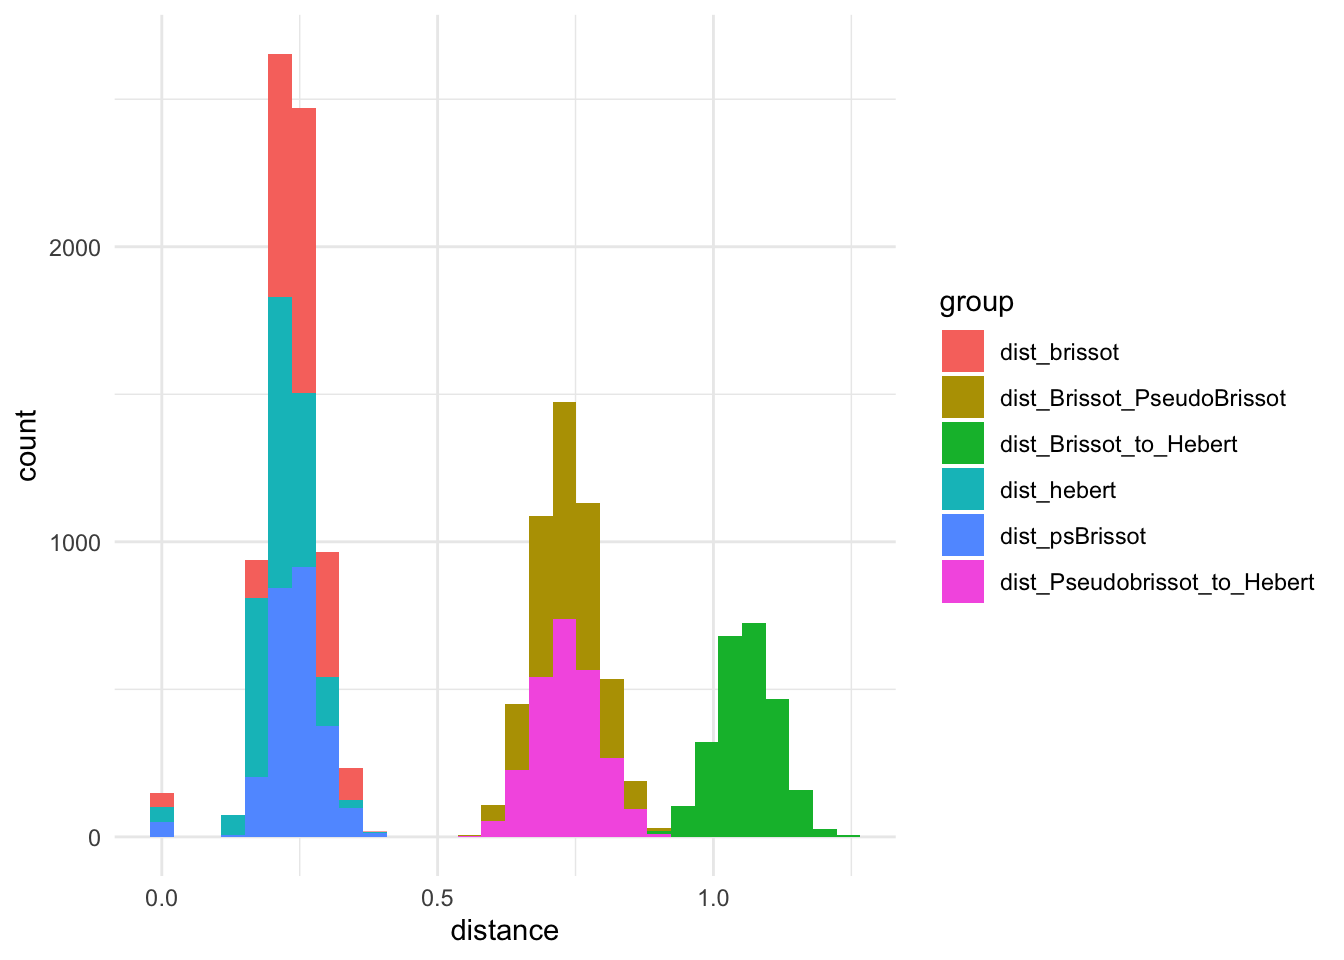 2000
1000
0
count
0.0
0.5
1.0
distance
group
dist_brissot
dist_Brissot_PseudoBrissot
dist_Brissot_to_Hebert
dist_hebert
dist_psBrissot
dist_Pseudobrissot_to_Hebert